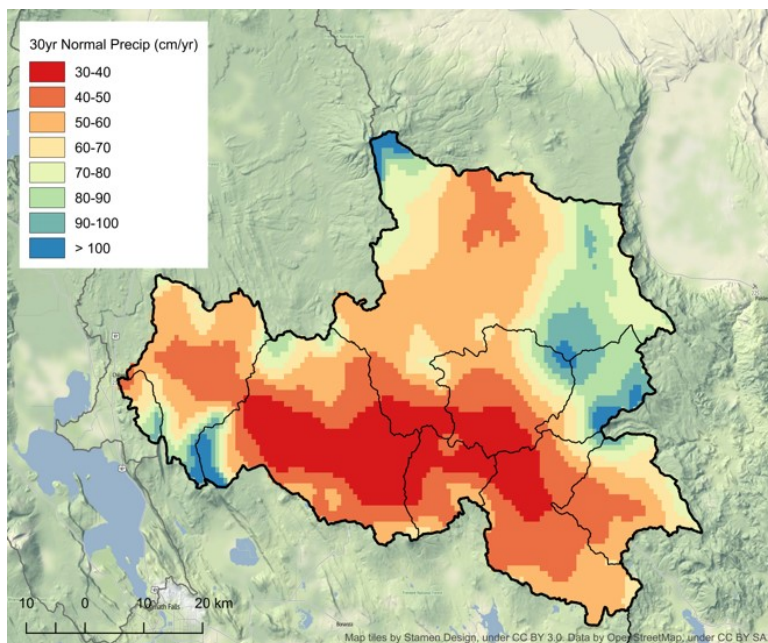 30yr Normal Precip (cm/yr)
30-40
40-50
50-60
60-70
70-80
80-90
90-100
> 100
10 0 10 20 km
Falls
Map tiles by Stamen Design, under CC BY 3.0. Data by OpenStreetMap, under CC BY SA